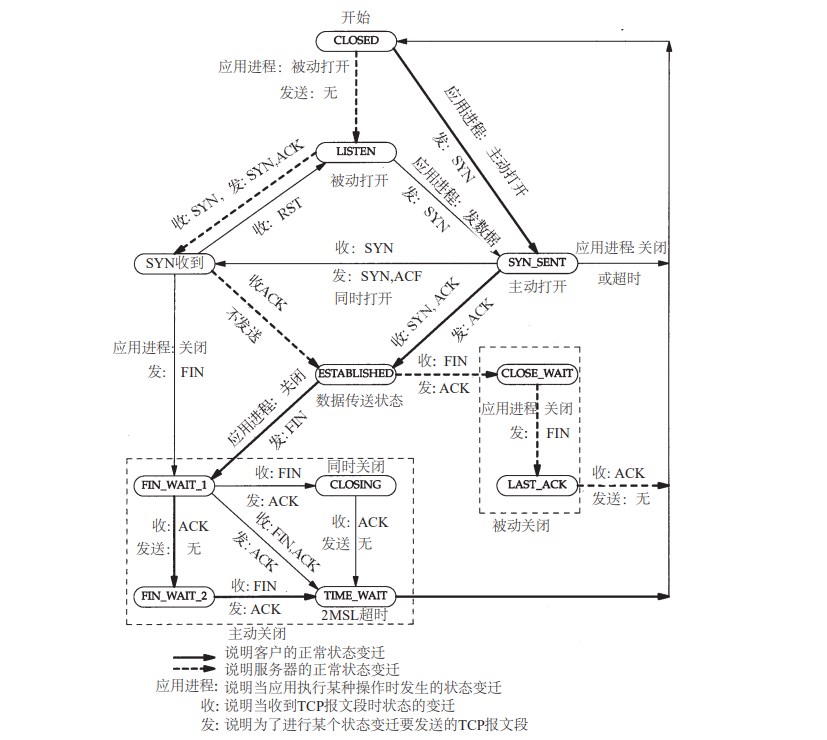 开始
CLOSED
应用进程：被动打开
发送：无
应用进程：主动打开
发：SYN
LISTEN
被动打开
收：SYN，发：SYN,ACK
收：RST
应用进程：发数据
发：SYN
SYN收到
收：SYN
发：SYN,ACF
同时打开
SYN_SENT
主动打开
应用进程 关闭
或超时
收ACK
不发送
收: SYN, ACK
发: ACK
应用进程: 关闭
发: FIN
ESTABLISHED
数据传送状态
收: FIN
发: ACK
CLOSE_WAIT
应用进程 关闭
发: FIN
LAST_ACK
收: ACK
发送: 无
被动关闭
应用进程: 关闭
发: FIN
FIN_WAIT_1
收: FIN
发: ACK
同时关闭
CLOSING
收: ACK
发送: 无
收: FIN,ACK
发: ACK
收: ACK
发送 无
FIN_WAIT_2
收: FIN
发: ACK
TIME_WAIT
2MSL超时
主动关闭
说明客户的正常状态变迁
说明服务器的正常状态变迁
应用进程: 说明当应用执行某种操作时发生的状态变迁
收: 说明当收到TCP报文段时状态的变迁
发: 说明为了进行某个状态变迁要发送的TCP报文段